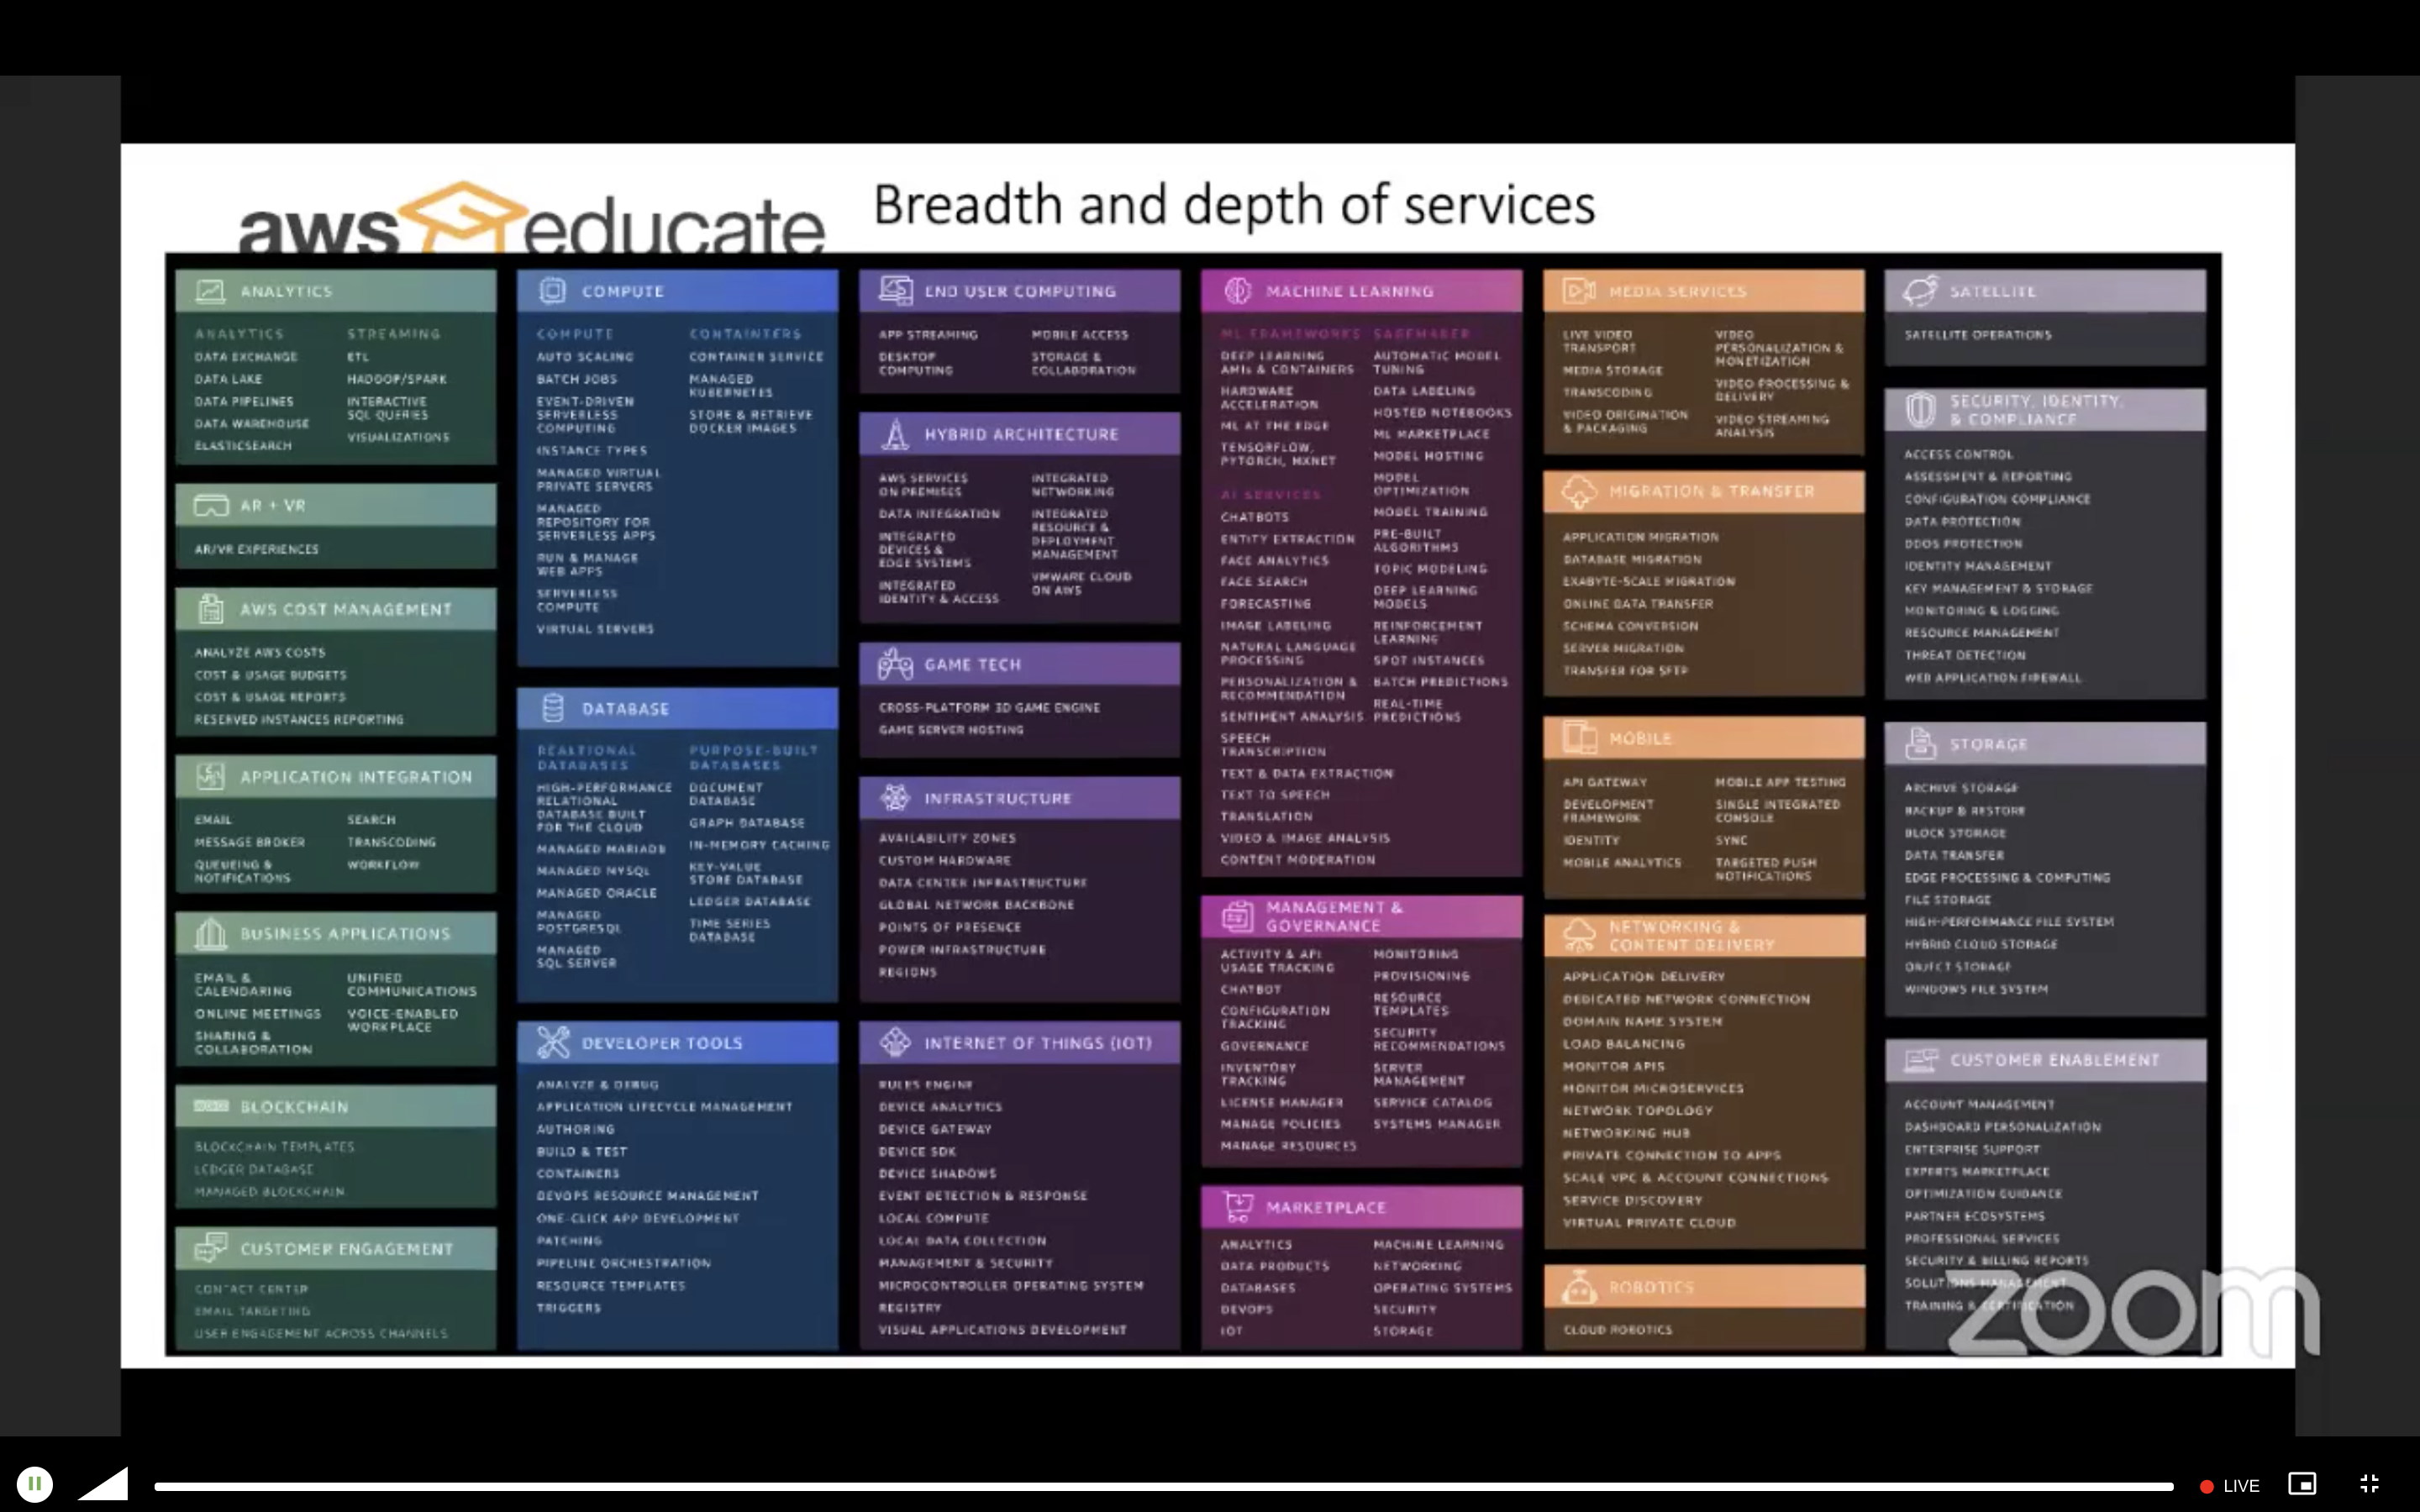 aws educate
Breadth and depth of services
ANALYTICS
ANALYTICS
DATA EXCHANGE
DATA LAKE
DATA PIPELINES
DATA WAREHOUSE
ELASTICSEARCH
STREAMING
ETL
HADOOP/SPARK
INTERACTIVE
SQL QUERIES
VISUALIZATIONS
AR + VR
AR/VR EXPERIENCES
AWS COST MANAGEMENT
ANALYZE AWS COSTS
COST & USAGE BUDGETS
COST & USAGE REPORTS
RESERVED INSTANCES REPORTING
APPLICATION INTEGRATION
EMAIL
MESSAGE BROKER
QUEUEING &
NOTIFICATIONS
SEARCH
TRANSCODING
WORKFLOW
BUSINESS APPLICATIONS
EMAIL &
CALENDARING
ONLINE MEETINGS
SHARING &
COLLABORATION
UNIFIED
COMMUNICATIONS
VOICE-ENABLED
WORKPLACE
BLOCKCHAIN
BLOCKCHAIN TEMPLATES
LEDGER DATABASE
MANAGED BLOCKCHAIN
CUSTOMER ENGAGEMENT
CONTACT CENTER
EMAIL TARGETING
USER ENGAGEMENT ACROSS CHANNELS
COMPUTE
COMPUTE
AUTO SCALING
BATCH JOBS
EVENT-DRIVEN
SERVERLESS
COMPUTING
INSTANCE TYPES
MANAGED VIRTUAL
PRIVATE SERVERS
MANAGED
REPOSITORY FOR
SERVERLESS APPS
RUN & MANAGE
WEB APPS
SERVERLESS
COMPUTE
VIRTUAL SERVERS
CONTAINTERS
CONTAINER SERVICE
MANAGED
KUBERNETES
STORE & RETRIEVE
DOCKER IMAGES
DATABASE
REALTIONAL
DATABASES
HIGH-PERFORMANCE
RELATIONAL
DATABASE BUILT
FOR THE CLOUD
MANAGED MARIADB
MANAGED MYSQL
MANAGED ORACLE
MANAGED
POSTGRESQL
MANAGED
SQL SERVER
PURPOSE-BUILT
DATABASES
DOCUMENT
DATABASE
GRAPH DATABASE
IN-MEMORY CACHING
KEY-VALUE
STORE DATABASE
LEDGER DATABASE
TIME SERIES
DATABASE
DEVELOPER TOOLS
ANALYZE & DEBUG
APPLICATION LIFECYCLE MANAGEMENT
AUTHORING
BUILD & TEST
CONTAINERS
DEVOPS RESOURCE MANAGEMENT
ONE-CLICK APP DEVELOPMENT
PATCHING
PIPELINE ORCHESTRATION
RESOURCE TEMPLATES
TRIGGERS
END USER COMPUTING
APP STREAMING
DESKTOP
COMPUTING
MOBILE ACCESS
STORAGE &
COLLABORATION
HYBRID ARCHITECTURE
AWS SERVICES
ON PREMISES
DATA INTEGRATION
INTEGRATED
DEVICES &
EDGE SYSTEMS
INTEGRATED
IDENTITY & ACCESS
INTEGRATED
NETWORKING
INTEGRATED
RESOURCE &
DEPLOYMENT
MANAGEMENT
VMWARE CLOUD
ON AWS
GAME TECH
CROSS-PLATFORM 3D GAME ENGINE
GAME SERVER HOSTING
INFRASTRUCTURE
AVAILABILITY ZONES
CUSTOM HARDWARE
DATA CENTER INFRASTRUCTURE
GLOBAL NETWORK BACKBONE
POINTS OF PRESENCE
POWER INFRASTRUCTURE
REGIONS
INTERNET OF THINGS (IOT)
RULES ENGINE
DEVICE ANALYTICS
DEVICE GATEWAY
DEVICE SDK
DEVICE SHADOWS
EVENT DETECTION & RESPONSE
LOCAL COMPUTE
LOCAL DATA COLLECTION
MANAGEMENT & SECURITY
MICROCONTROLLER OPERATING SYSTEM
REGISTRY
VISUAL APPLICATIONS DEVELOPMENT
MACHINE LEARNING
ML FRAMEWORKS
DEEP LEARNING
AMIs & CONTAINERS
HARDWARE
ACCELERATION
ML AT THE EDGE
TENSORFLOW,
PYTORCH, MXNET
AI SERVICES
CHATBOTS
ENTITY EXTRACTION
FACE ANALYTICS
FACE SEARCH
FORECASTING
IMAGE LABELING
NATURAL LANGUAGE
PROCESSING
PERSONALIZATION &
RECOMMENDATION
SENTIMENT ANALYSIS
SPEECH
TRANSCRIPTION
TEXT & DATA EXTRACTION
TEXT TO SPEECH
TRANSLATION
VIDEO & IMAGE ANALYSIS
CONTENT MODERATION
SAGEMAKER
AUTOMATIC MODEL
TUNING
DATA LABELING
HOSTED NOTEBOOKS
ML MARKETPLACE
MODEL HOSTING
MODEL
OPTIMIZATION
MODEL TRAINING
PRE-BUILT
ALGORITHMS
TOPIC MODELING
DEEP LEARNING
MODELS
REINFORCEMENT
LEARNING
SPOT INSTANCES
BATCH PREDICTIONS
REAL-TIME
PREDICTIONS
MANAGEMENT &
GOVERNANCE
ACTIVITY & API
USAGE TRACKING
CHATBOT
CONFIGURATION
TRACKING
GOVERNANCE
INVENTORY
TRACKING
LICENSE MANAGER
MANAGE POLICIES
MANAGE RESOURCES
MONITORING
PROVISIONING
RESOURCE
TEMPLATES
SECURITY
RECOMMENDATIONS
SERVER
MANAGEMENT
SERVICE CATALOG
SYSTEMS MANAGER
MARKETPLACE
ANALYTICS
DATA PRODUCTS
DATABASES
DEVOPS
IOT
MACHINE LEARNING
NETWORKING
OPERATING SYSTEMS
SECURITY
STORAGE
MEDIA SERVICES
LIVE VIDEO
TRANSPORT
MEDIA STORAGE
TRANSCODING
VIDEO ORIGINATION
& PACKAGING
VIDEO
PERSONALIZATION &
MONETIZATION
VIDEO PROCESSING &
DELIVERY
VIDEO STREAMING
ANALYSIS
MIGRATION & TRANSFER
APPLICATION MIGRATION
DATABASE MIGRATION
EXABYTE-SCALE MIGRATION
ONLINE DATA TRANSFER
SCHEMA CONVERSION
SERVER MIGRATION
TRANSFER FOR SFTP
MOBILE
API GATEWAY
DEVELOPMENT
FRAMEWORK
IDENTITY
MOBILE ANALYTICS
MOBILE APP TESTING
SINGLE INTEGRATED
CONSOLE
SYNC
TARGETED PUSH
NOTIFICATIONS
NETWORKING &
CONTENT DELIVERY
APPLICATION DELIVERY
DEDICATED NETWORK CONNECTION
DOMAIN NAME SYSTEM
LOAD BALANCING
MONITOR APIS
MONITOR MICROSERVICES
NETWORK TOPOLOGY
NETWORKING HUB
PRIVATE CONNECTION TO APPS
SCALE VPC & ACCOUNT CONNECTIONS
SERVICE DISCOVERY
VIRTUAL PRIVATE CLOUD
ROBOTICS
CLOUD ROBOTICS
SATELLITE
SATELLITE OPERATIONS
SECURITY, IDENTITY,
& COMPLIANCE
ACCESS CONTROL
ASSESSMENT & REPORTING
CONFIGURATION COMPLIANCE
DATA PROTECTION
DDOS PROTECTION
IDENTITY MANAGEMENT
KEY MANAGEMENT & STORAGE
MONITORING & LOGGING
RESOURCE MANAGEMENT
THREAT DETECTION
WEB APPLICATION FIREWALL
STORAGE
ARCHIVE STORAGE
BACKUP & RESTORE
BLOCK STORAGE
DATA TRANSFER
EDGE PROCESSING & COMPUTING
FILE STORAGE
HIGH-PERFORMANCE FILE SYSTEM
HYBRID CLOUD STORAGE
OBJECT STORAGE
WINDOWS FILE SYSTEM
CUSTOMER ENABLEMENT
ACCOUNT MANAGEMENT
DASHBOARD PERSONALIZATION
ENTERPRISE SUPPORT
EXPERTS MARKETPLACE
OPTIMIZATION GUIDANCE
PARTNER ECOSYSTEMS
PROFESSIONAL SERVICES
SECURITY & BILLING REPORTS
SOLUTIONS MANAGEMENT
TRAINING & CERTIFICATION
zoom
LIVE